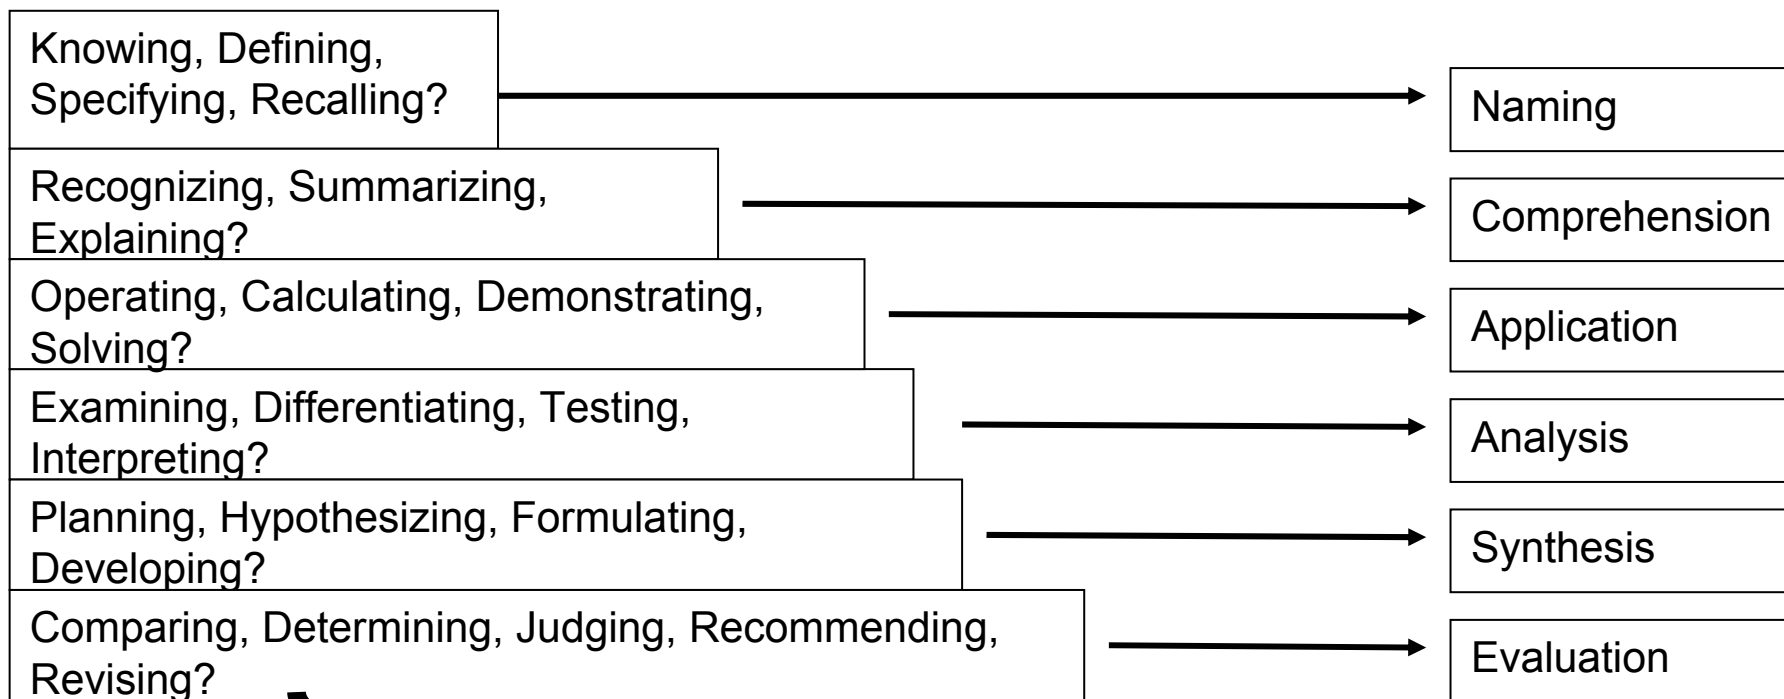 Knowing, Defining,
Specifying, Recalling?
Naming
Recognizing, Summarizing,
Explaining?
Comprehension
Operating, Calculating, Demonstrating,
Solving?
Application
Examining, Differentiating, Testing,
Interpreting?
Analysis
Planning, Hypothesizing, Formulating,
Developing?
Synthesis
Comparing, Determining, Judging, Recommending,
Revising?
Evaluation